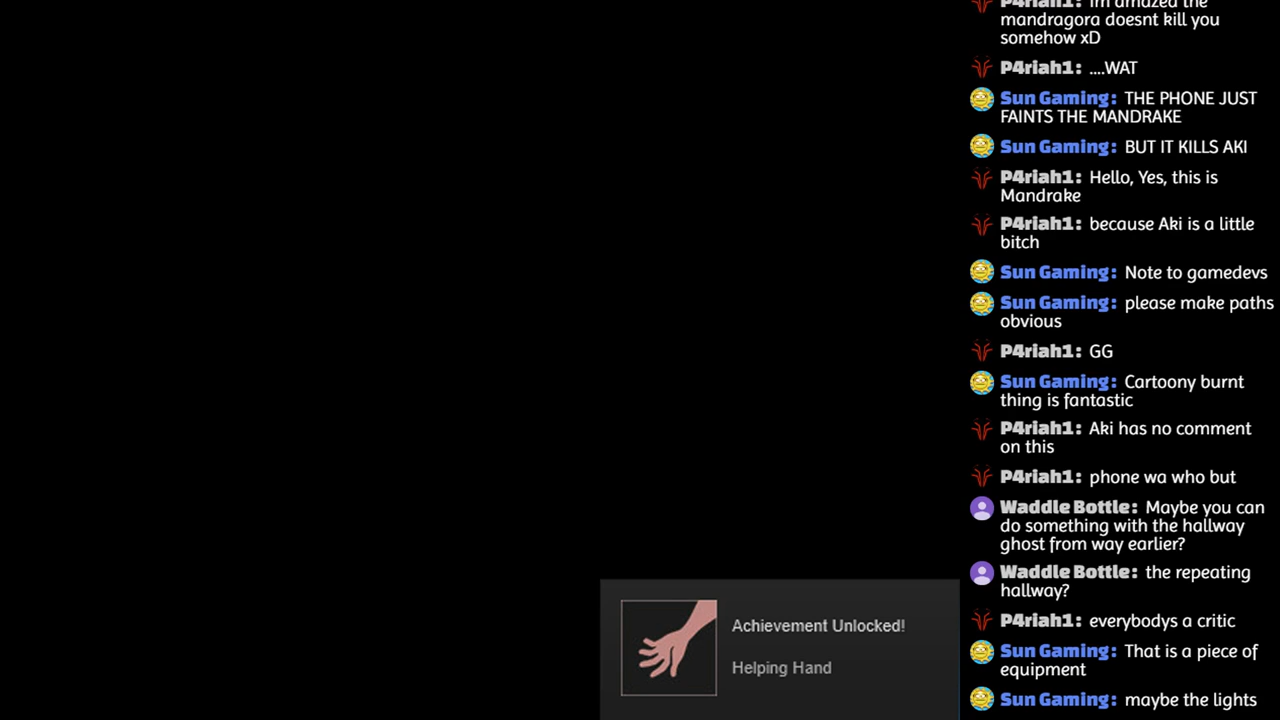 P4riah1: Im amazed the
mandragora doesnt kill you
somehow xD
P4riah1: ....WAT
Sun Gaming: THE PHONE JUST
FAINTS THE MANDRAKE
Sun Gaming: BUT IT KILLS AKI
P4riah1: Hello, Yes, this is
Mandrake
P4riah1: because Aki is a little
bitch
Sun Gaming: Note to gamedevs
Sun Gaming: please make paths
obvious
P4riah1: GG
Sun Gaming: Cartoony burnt
thing is fantastic
P4riah1: Aki has no comment
on this
P4riah1: phone wa who but
Waddle Bottle: Maybe you can
do something with the hallway
ghost from way earlier?
Waddle Bottle: the repeating
hallway?
P4riah1: everybodys a critic
Sun Gaming: That is a piece of
equipment
Sun Gaming: maybe the lights
Achievement Unlocked!
Helping Hand